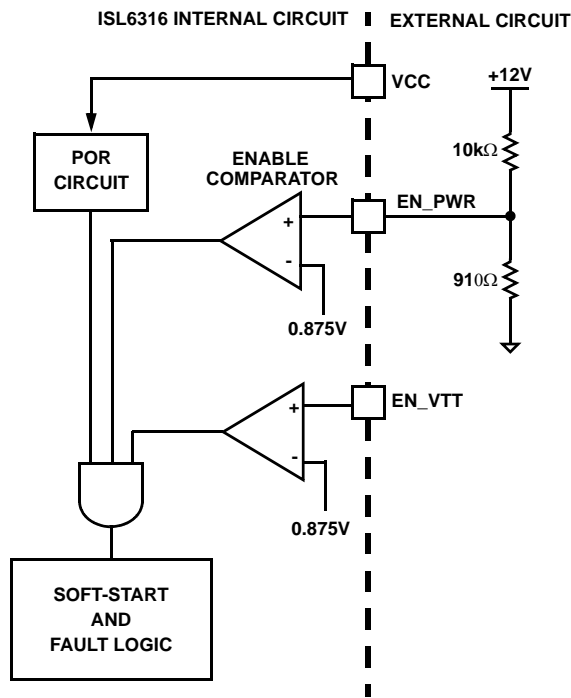 ISL6316 INTERNAL CIRCUIT
EXTERNAL CIRCUIT
VCC
+12V
POR
CIRCUIT
10kΩ
ENABLE
COMPARATOR
EN_PWR
+
-
0.875V
910Ω
EN_VTT
+
-
0.875V
SOFT-START
AND
FAULT LOGIC